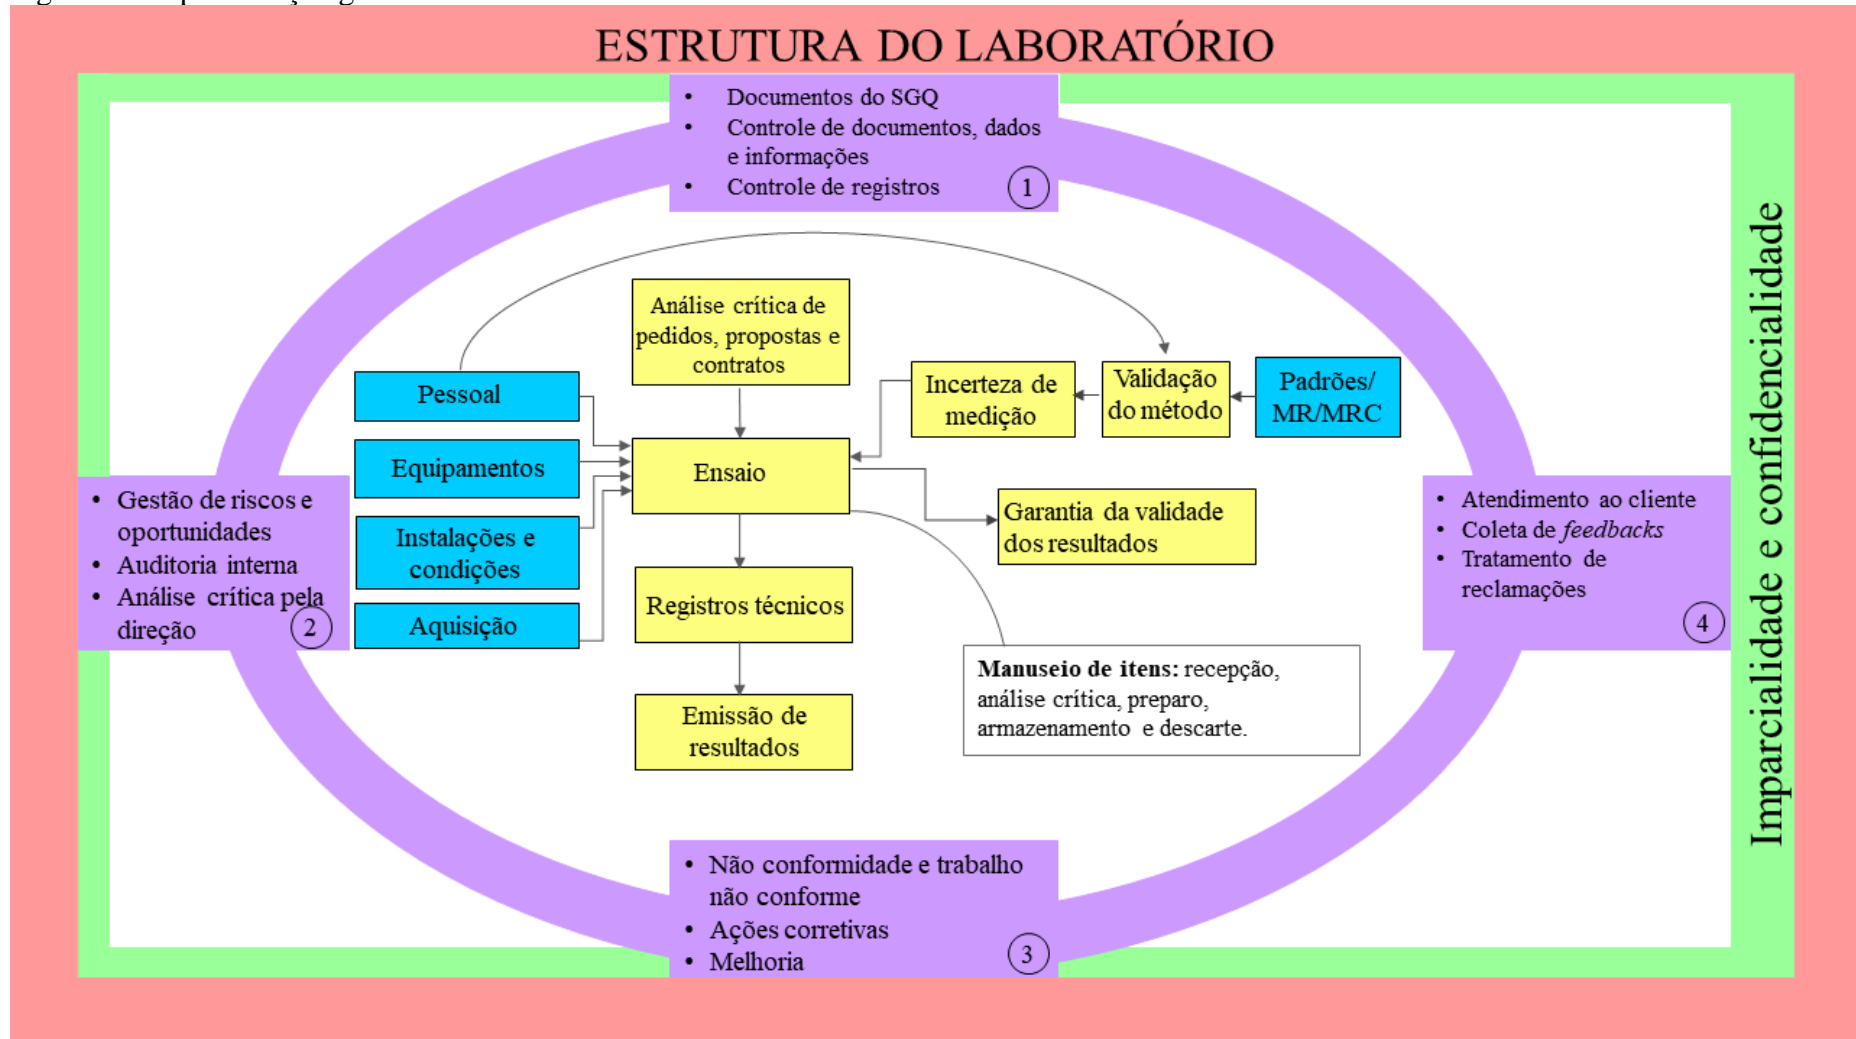 ESTRUTURA DO LABORATÓRIO
• Documentos do SGQ
• Controle de documentos, dados
e informações
• Controle de registros
1
Análise crítica de
pedidos, propostas e
contratos
Pessoal
Equipamentos
Instalações e
condições
Aquisição
Ensaio
Incerteza de
medição
Validação
do método
Padrões/
MR/MRC
Garantia da validade
dos resultados
Registros técnicos
Emissão de
resultados
Manuseio de itens: recepção,
análise crítica, preparo,
armazenamento e descarte.
• Gestão de riscos e
oportunidades
• Auditoria interna
• Análise crítica pela
direção
2
• Não conformidade e trabalho
não conforme
• Ações corretivas
• Melhoria
3
• Atendimento ao cliente
• Coleta de feedbacks
• Tratamento de
reclamações
4
Imparcialidade e confidencialidade